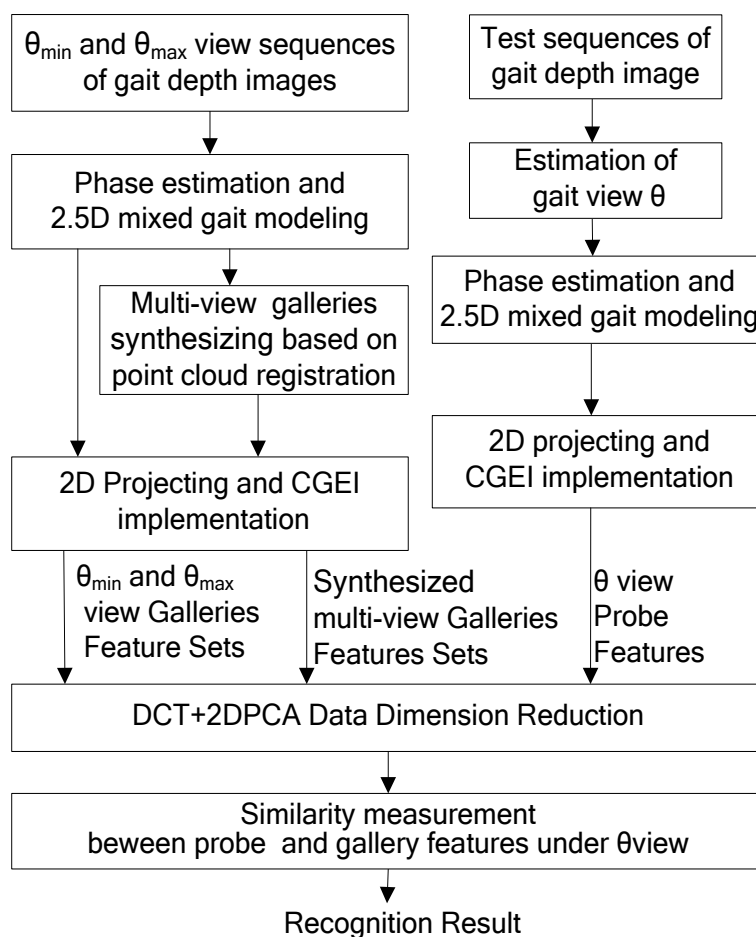 θmin and θmax view sequences
of gait depth images
Phase estimation and
2.5D mixed gait modeling
Multi-view galleries
synthesizing based on
point cloud registration
2D Projecting and CGEI
implementation
θmin and θmax
view Galleries
Feature Sets
Synthesized
multi-view Galleries
Features Sets
Test sequences of
gait depth image
Estimation of
gait view θ
Phase estimation and
2.5D mixed gait modeling
2D projecting and
CGEI implementation
θ view
Probe
Features
DCT+2DPCA Data Dimension Reduction
Similarity measurement
beween probe and gallery features under θview
Recognition Result